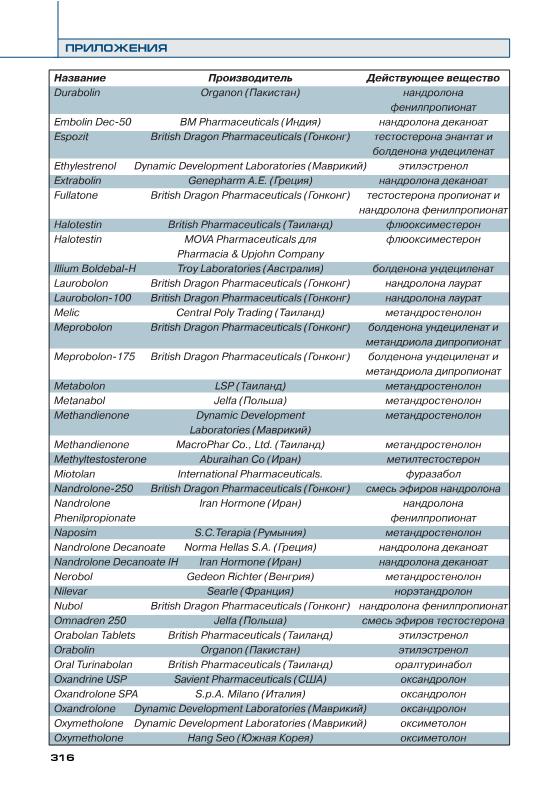 ПРИЛОЖЕНИЯ
Название Производитель Действующее вещество
Durabolin Organon (Пакистан) нандролона
фенилпропионат
Embolin Dec-50 BM Pharmaceuticals (Индия) нандролона деканоат
Espozit British Dragon Pharmaceuticals (Гонконг) тестостерона энантат и
болденона ундециленат
Ethylestrenol Dynamic Development Laboratories (Маврикий) этилэстренол
Extrabolin Genepharm A.E. (Греция) нандролона деканоат
Fullatone British Dragon Pharmaceuticals (Гонконг) тестостерона пропионат и
нандролона фенилпропионат
Halotestin British Pharmaceuticals (Таиланд) флюоксиместерон
Halotestin MOVA Pharmaceuticals для флюоксиместерон
Pharmacia & Upjohn Company
Illium Boldebal-H Troy Laboratories (Австралия) болденона ундециленат
Laurobolon British Dragon Pharmaceuticals (Гонконг) нандролона лаурат
Laurobolon-100 British Dragon Pharmaceuticals (Гонконг) нандролона лаурат
Melic Central Poly Trading (Таиланд) метандростенолон
Meprobolon British Dragon Pharmaceuticals (Гонконг) болденона ундециленат и
метандриола дипропионат
Meprobolon-175 British Dragon Pharmaceuticals (Гонконг) болденона ундециленат и
метандриола дипропионат
Metabolon LSP (Таиланд) метандростенолон
Metanabol Jelfa (Польша) метандростенолон
Methandienone Dynamic Development метандростенолон
Laboratories (Маврикий)
Methandienone MacroPhar Co., Ltd. (Таиланд) метандростенолон
Methyltestosterone Aburaihan Co (Иран) метилтестостерон
Miotolan International Pharmaceuticals. фуразабол
Nandrolone-250 British Dragon Pharmaceuticals (Гонконг) смесь эфиров нандролона
Nandrolone Iran Hormone (Иран) нандролона
Phenilpropionate фенилпропионат
Naposim S.C.Terapia (Румыния) метандростенолон
Nandrolone Decanoate Norma Hellas S.A. (Греция) нандролона деканоат
Nandrolone Decanoate IH Iran Hormone (Иран) нандролона деканоат
Nerobol Gedeon Richter (Венгрия) метандростенолон
Nilevar Searle (Франция) норэтандролон
Nubol British Dragon Pharmaceuticals (Гонконг) нандролона фенилпропионат
Omnadren 250 Jelfa (Польша) смесь эфиров тестостерона
Orabolan Tablets British Pharmaceuticals (Таиланд) этилэстренол
Orabolin Organon (Пакистан) этилэстренол
Oral Turinabolan British Pharmaceuticals (Таиланд) оралтуринабол
Oxandrine USP Savient Pharmaceuticals (США) оксандролон
Oxandrolone SPA S.p.A. Milano (Италия) оксандролон
Oxandrolone Dynamic Development Laboratories (Маврикий) оксандролон
Oxymetholone Dynamic Development Laboratories (Маврикий) оксиметолон
Oxymetholone Hang Seo (Южная Корея) оксиметолон
316